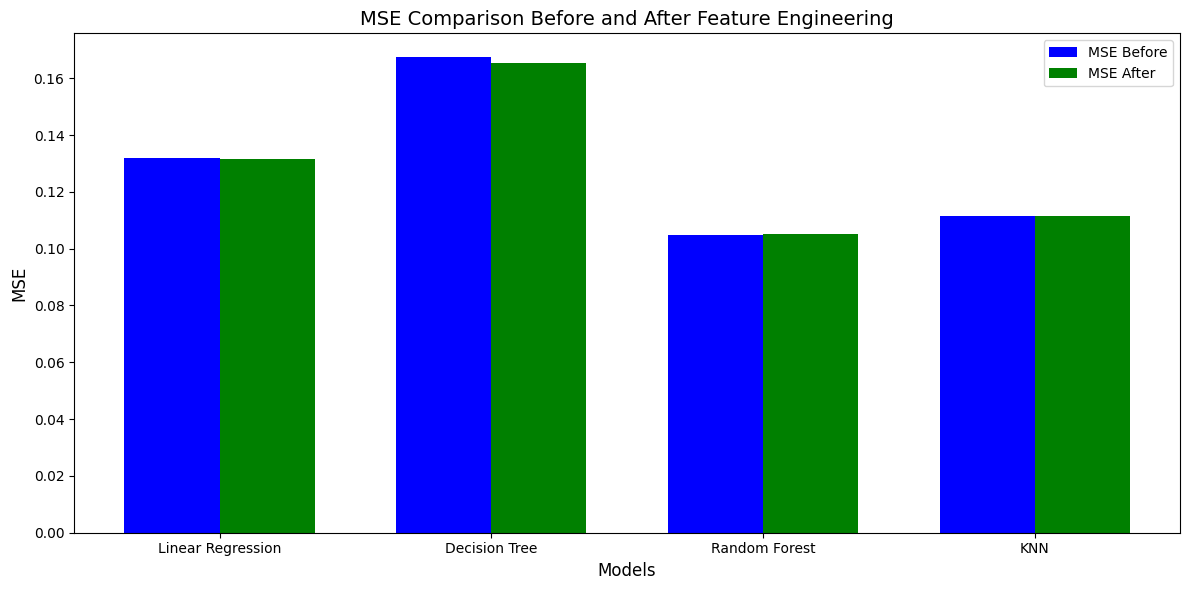 MSE Comparison Before and After Feature Engineering
MSE Before
MSE After
0.16
0.14
0.12
0.10
0.08
0.06
0.04
0.02
0.00
MSE
Linear Regression
Decision Tree
Random Forest
KNN
Models